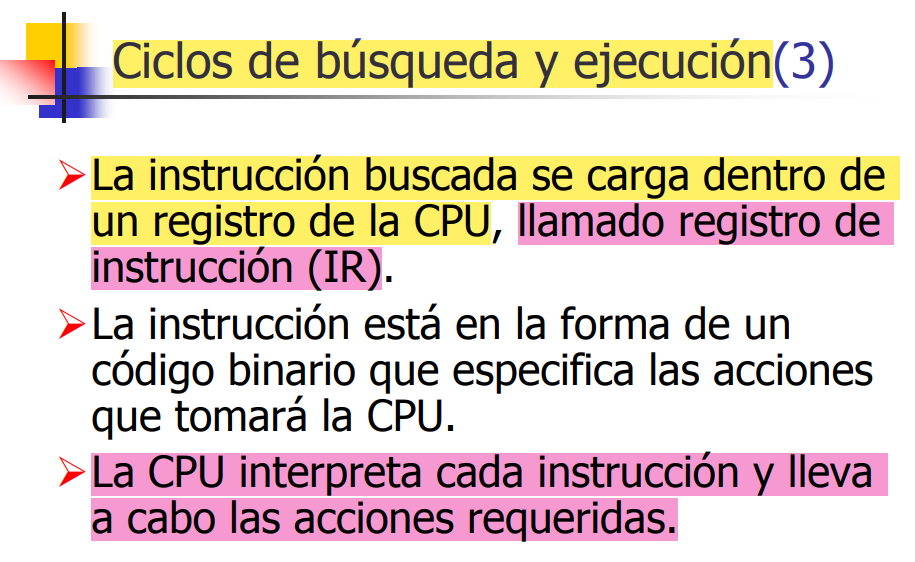 Ciclos de búsqueda y ejecución(3)
La instrucción buscada se carga dentro de
un registro de la CPU, llamado registro de
instrucción (IR).
La instrucción está en la forma de un
código binario que especifica las acciones
que tomará la CPU.
La CPU interpreta cada instrucción y lleva
a cabo las acciones requeridas.